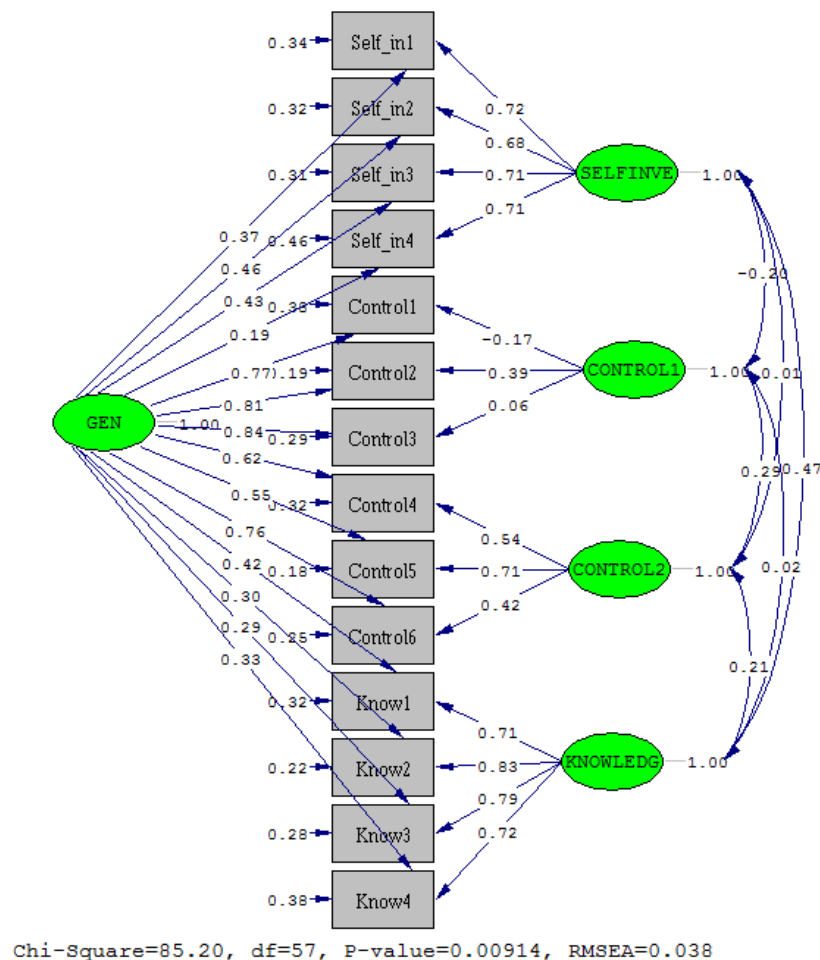 0.34 Self_in1
0.72
0.32 Self_in2
0.68
0.31 Self_in3 0.71 SELFINVE 1.00
0.71
0.37 0.46 Self_in4
0.46
-0.20
0.43 0.38 Control1
-0.17
0.19
0.77 0.19 Control2 0.39 CONTROL1 1.00 0.01
0.81 0.06
GEN 1.00
0.84 0.29 Control3
0.62
0.29 0.47
0.55 0.32 Control4
0.76 0.54
0.42 0.18 Control5 0.71 CONTROL2 1.00 0.02
0.30 0.42
0.29 0.25 Control6
0.33
0.21
0.32 Know1
0.71
0.22 Know2 0.83 KNOWLEDG 1.00
0.79
0.28 Know3
0.72
0.38 Know4
Chi-Square=85.20, df=57, P-value=0.00914, RMSEA=0.038